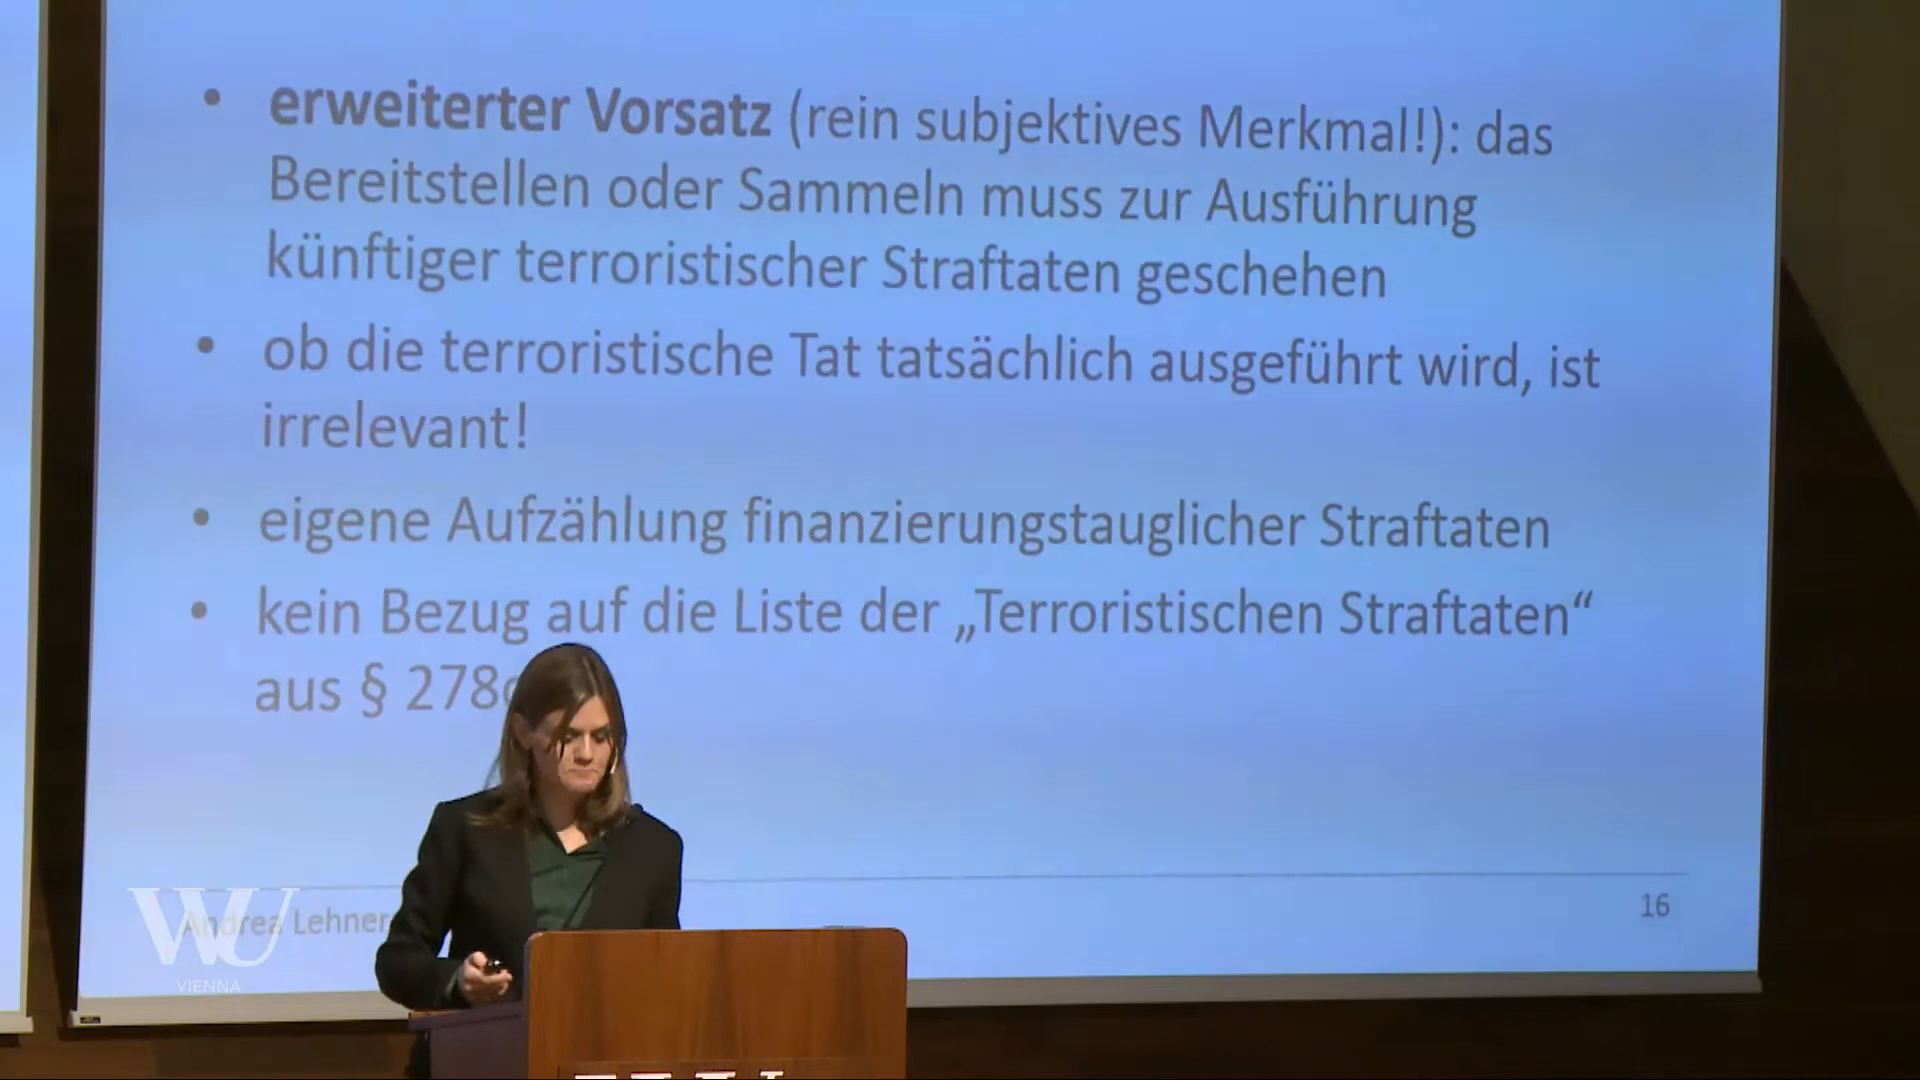 • erweiterter Vorsatz (rein subjektives Merkmal!): das
Bereitstellen oder Sammeln muss zur Ausführung
künftiger terroristischer Straftaten geschehen
• ob die terroristische Tat tatsächlich ausgeführt wird, ist
irrelevant!
• eigene Aufzählung finanzierungstauglicher Straftaten
• kein Bezug auf die Liste der „Terroristischen Straftaten“
aus §
Andrea Lehner
16
WU
VIENNA